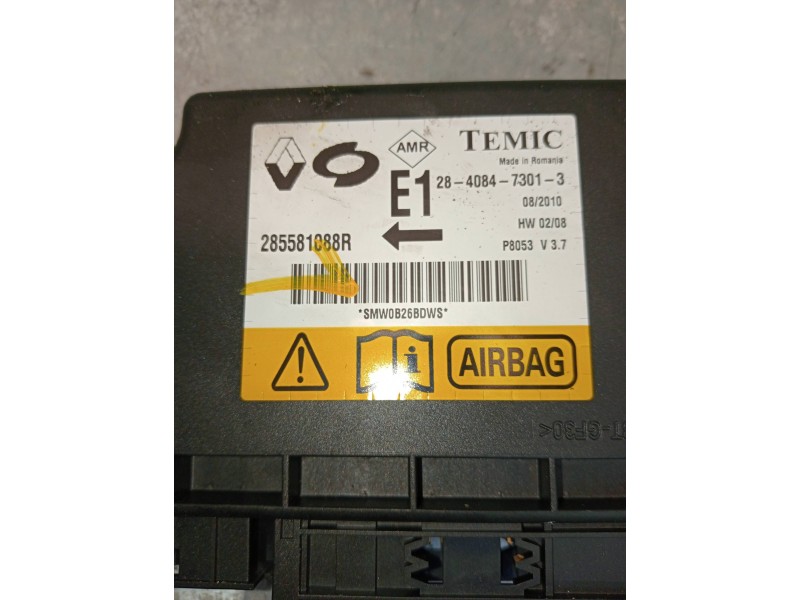 AMR
TEMIC
Made in Romania
E1
28-4084-7301-3
08/2010
HW 02/08
285581088R
P8053 V 3.7
*SMW0B26BDWS*
i
AIRBAG
T-GF30<